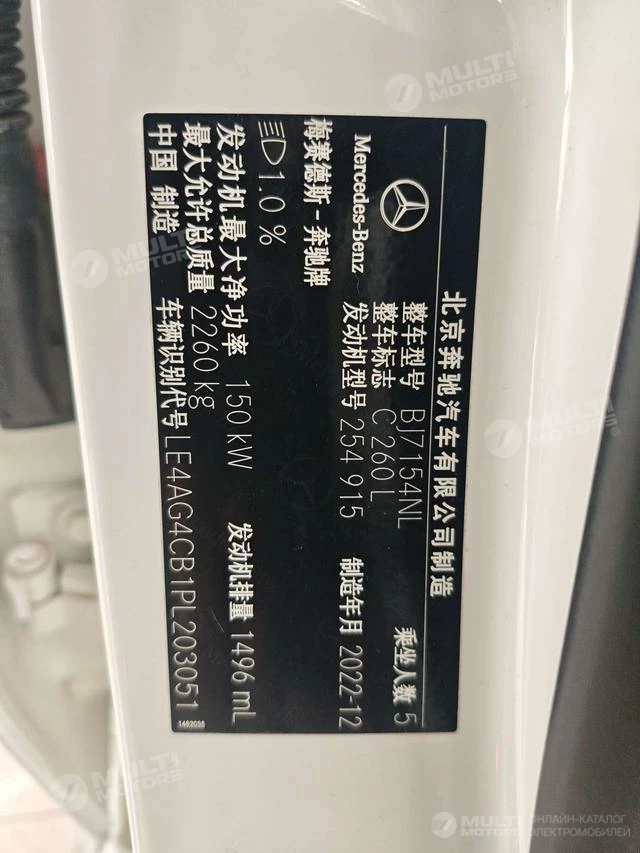 北京奔驰汽车有限公司制造
Mercedes-Benz
梅赛德斯-奔驰牌
整车型号 BJ7154NL 乘坐人数 5
整车标志 C 260 L
发动机型号 254 915 制造年月 2022-12
1.0 %
发动机最大净功率 150 kW 发动机排量 1496 mL
最大允许总质量 2260 kg
中国 制造 车辆识别代号 LE4AG4CB1PL203051
1482035
MULTI
MOTORS
MULTI
MOTORS
MULTI
MOTORS
MULTI
MOTORS
ОНЛАЙН-КАТАЛОГ
ЭЛЕКТРОМОБИЛЕЙ